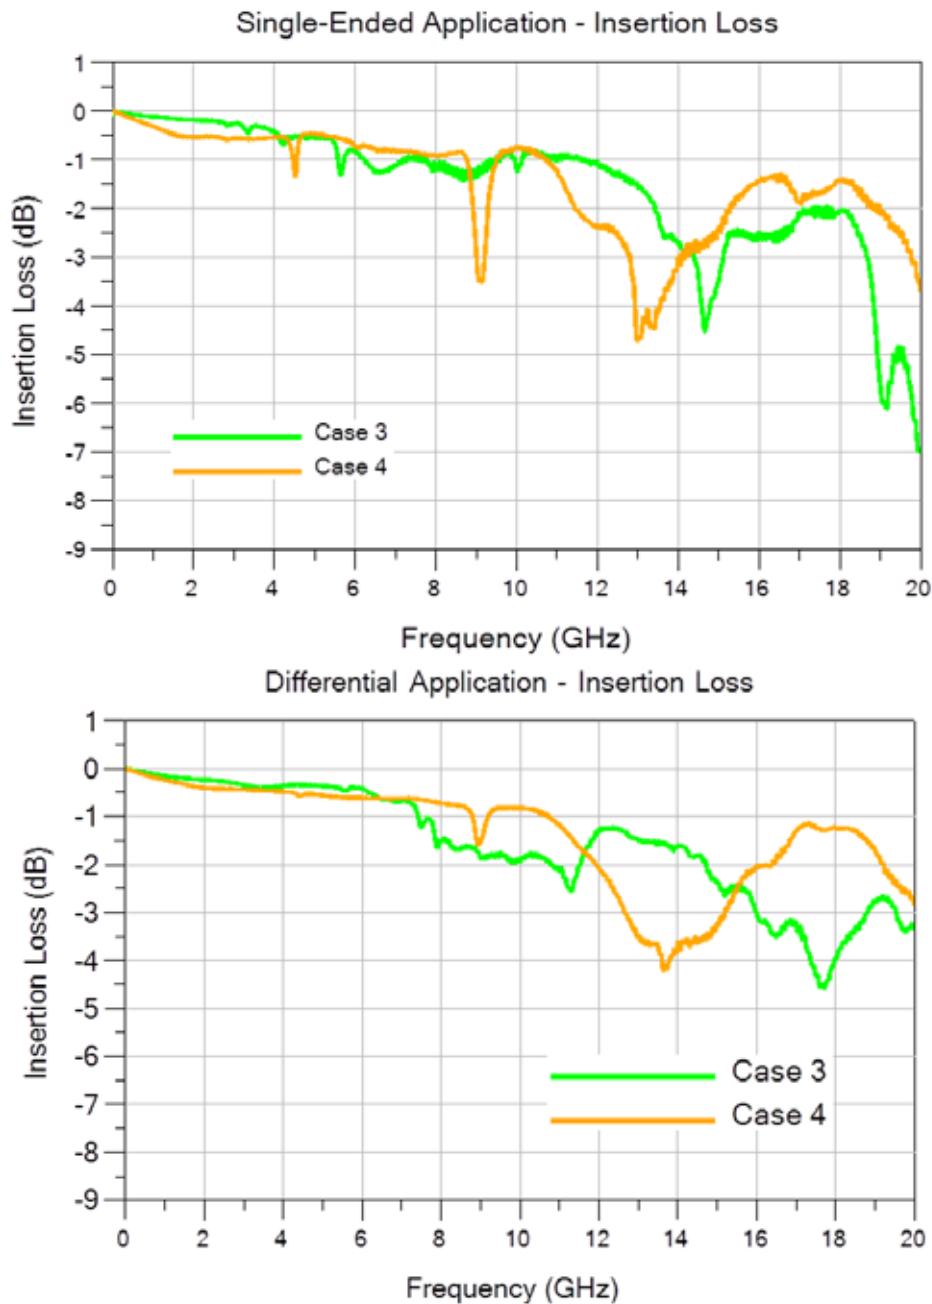 Single-Ended Application - Insertion Loss
Insertion Loss (dB)
1
0
-1
-2
-3
-4
-5
-6
-7
-8
-9
Case 3
Case 4
0 2 4 6 8 10 12 14 16 18 20
Frequency (GHz)
Differential Application - Insertion Loss
Insertion Loss (dB)
1
0
-1
-2
-3
-4
-5
-6
-7
-8
-9
Case 3
Case 4
0 2 4 6 8 10 12 14 16 18 20
Frequency (GHz)